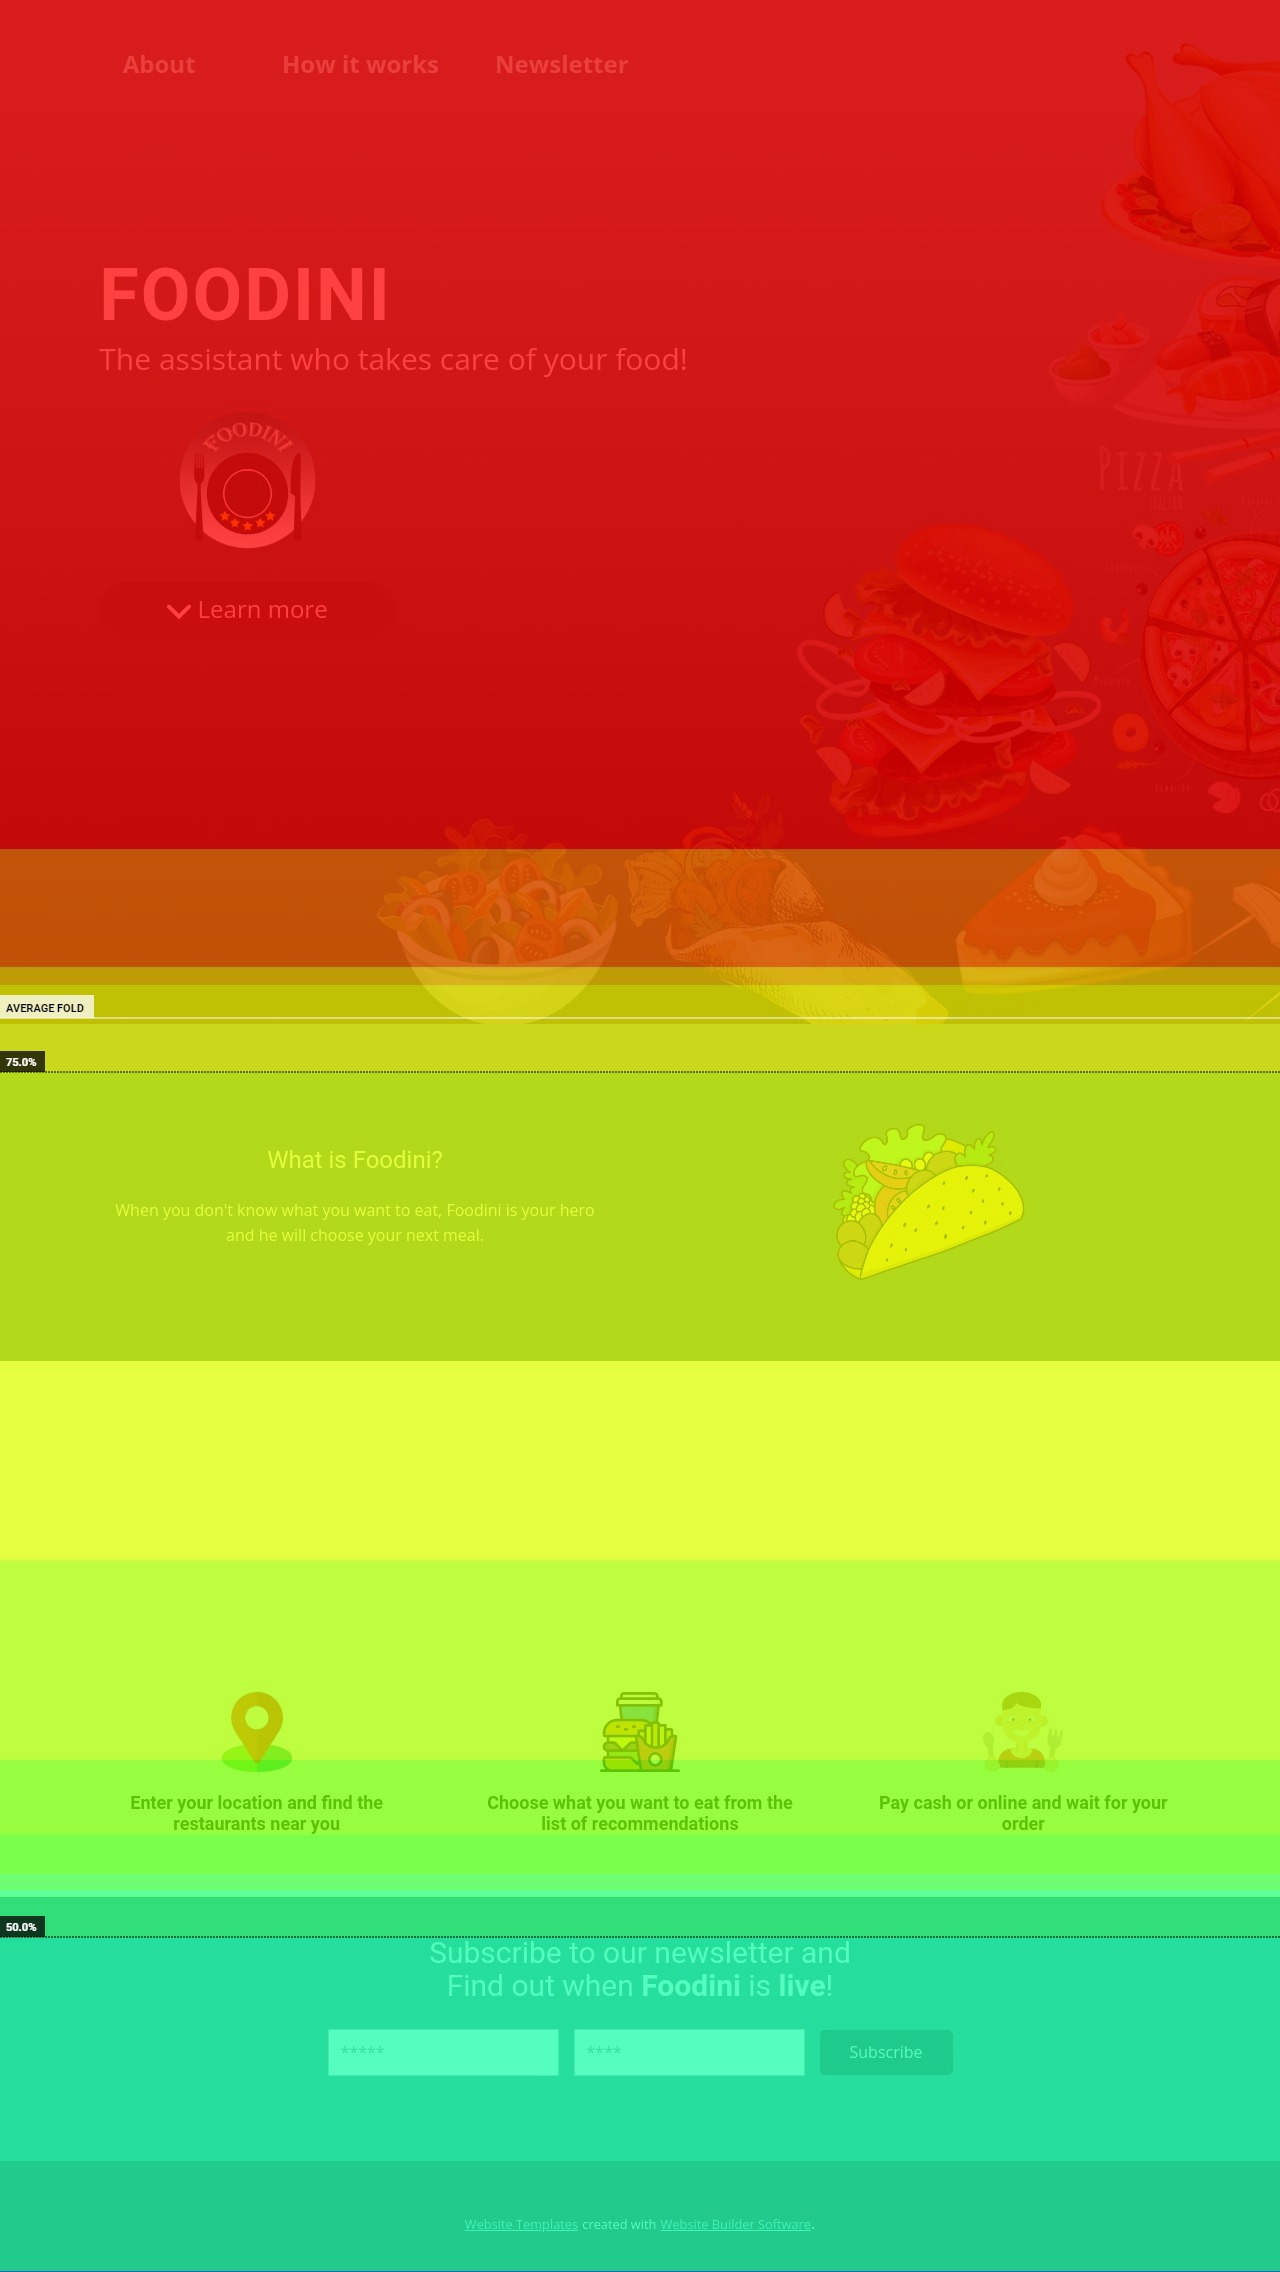 About How it works Newsletter
FOODINI
The assistant who takes care of your food!
FOODINI
Learn more
PIZZA
ITALIAN
AVERAGE FOLD
75.0%
What is Foodini?
When you don't know what you want to eat, Foodini is your hero
and he will choose your next meal.
Enter your location and find the
restaurants near you
Choose what you want to eat from the
list of recommendations
Pay cash or online and wait for your
order
50.0%
Subscribe to our newsletter and
Find out when Foodini is live!
***** **** Subscribe
Website Templates created with Website Builder Software.